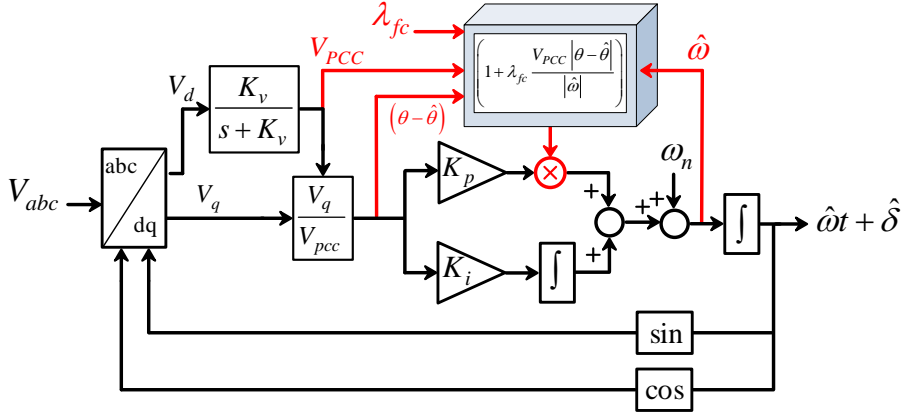 λ_fc
V_PCC
(1 + λ_fc V_PCC |θ − θ̂| / |ω̂|)
ω̂
V_d
K_v / (s + K_v)
(θ − θ̂)
abc
dq
V_abc
V_q
V_q / V_pcc
K_p
×
+
+
+
+
ω_n
K_i
∫
∫
ω̂t + δ̂
sin
cos